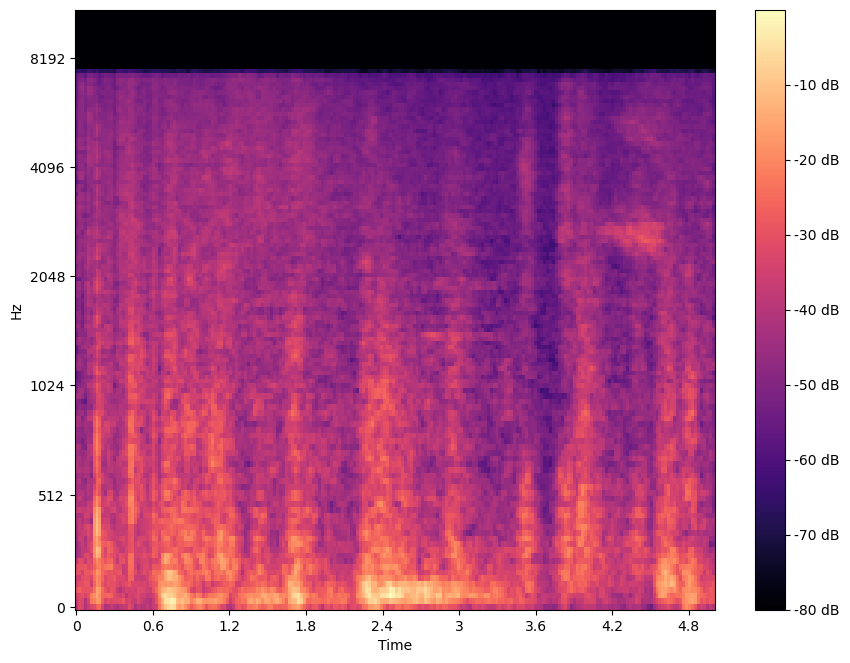 8192
4096
2048
1024
512
0
Hz
0 0.6 1.2 1.8 2.4 3 3.6 4.2 4.8
Time
-10 dB
-20 dB
-30 dB
-40 dB
-50 dB
-60 dB
-70 dB
-80 dB